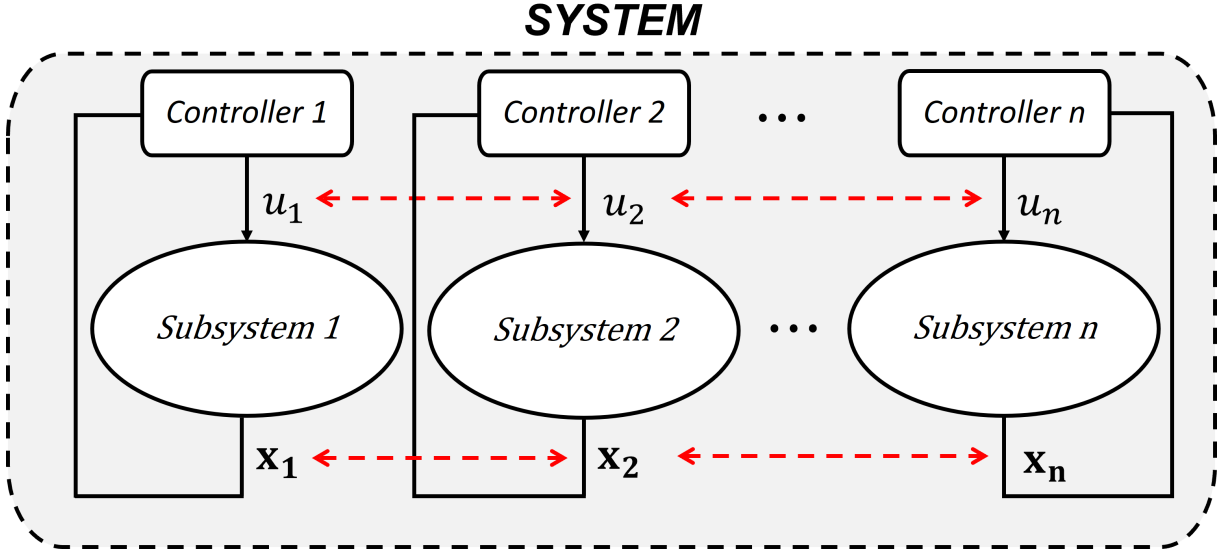 SYSTEM
Controller 1
Controller 2
...
Controller n
u₁
u₂
uₙ
Subsystem 1
Subsystem 2
...
Subsystem n
x₁
x₂
xₙ